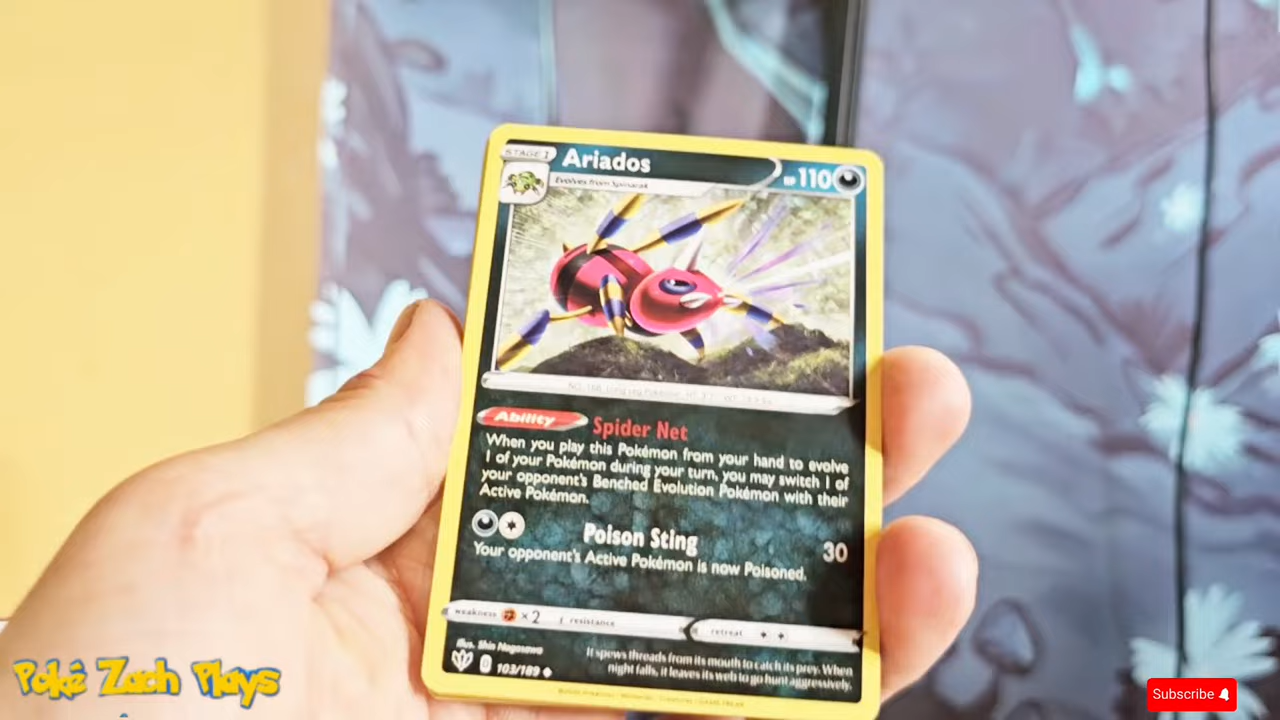 STAGE 1 Ariados HP 110
Evolves from Spinarak
Ability Spider Net
When you play this Pokémon from your hand to evolve
1 of your Pokémon during your turn, you may switch 1 of
your opponent's Benched Evolution Pokémon with their
Active Pokémon.
Poison Sting 30
Your opponent's Active Pokémon is now Poisoned.
weakness ×2 resistance retreat
Illus. Shin Nagasawa
103/189
It spews threads from its mouth to catch its prey. When
night falls, it leaves its web to go hunt aggressively.
Poké Zach Plays
Subscribe